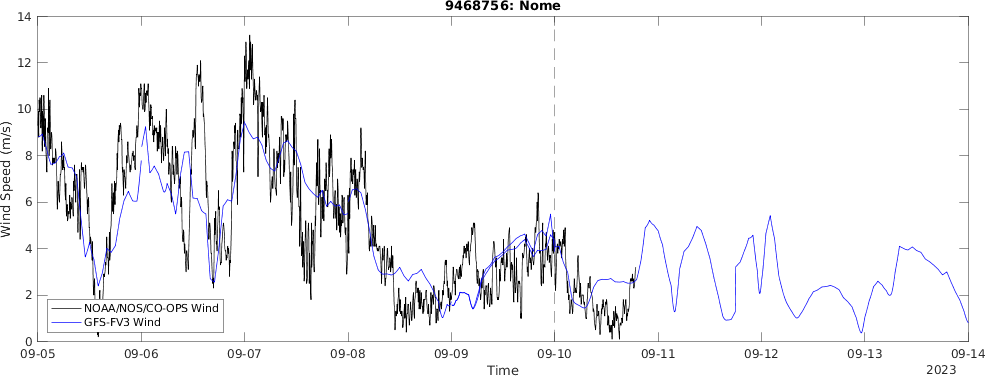 9468756: Nome
Wind Speed (m/s)
14
12
10
8
6
4
2
0
NOAA/NOS/CO-OPS Wind
GFS-FV3 Wind
09-05 09-06 09-07 09-08 09-09 09-10 09-11 09-12 09-13 09-14
Time
2023